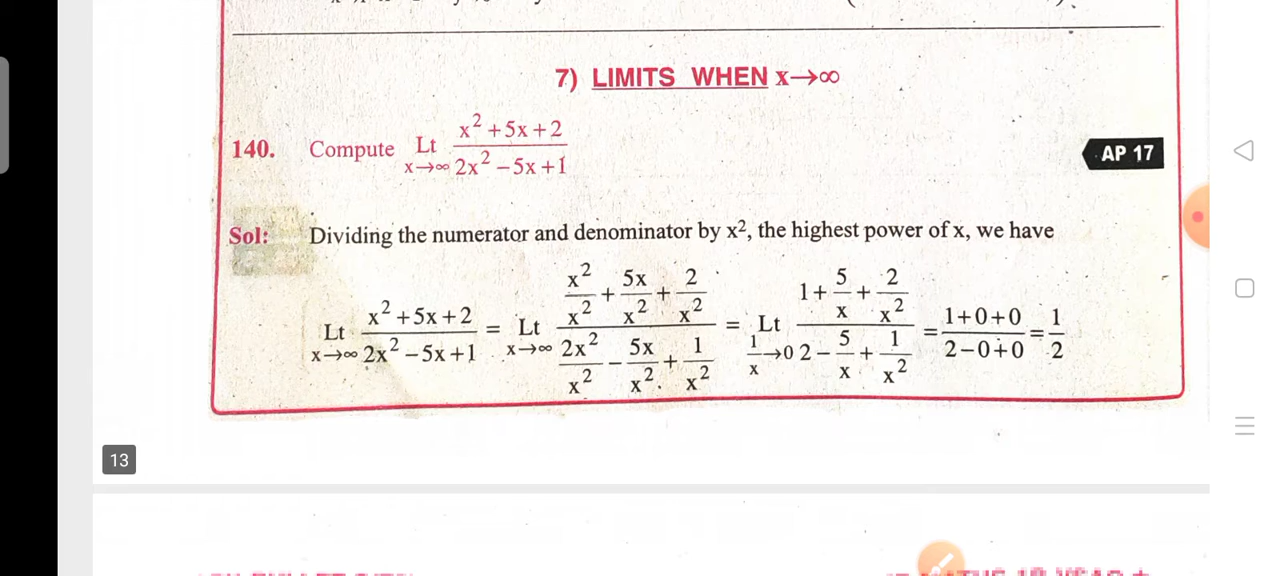 7) LIMITS WHEN x→∞
140. Compute Lt x→∞ (x² + 5x + 2)/(2x² – 5x + 1)
AP 17
Sol: Dividing the numerator and denominator by x², the highest power of x, we have
Lt x→∞ (x² + 5x + 2)/(2x² – 5x + 1) = Lt x→∞ (x²/x² + 5x/x² + 2/x²)/(2x²/x² – 5x/x² + 1/x²) = Lt 1/x→0 (1 + 5/x + 2/x²)/(2 – 5/x + 1/x²) = (1+0+0)/(2–0+0) = 1/2
13